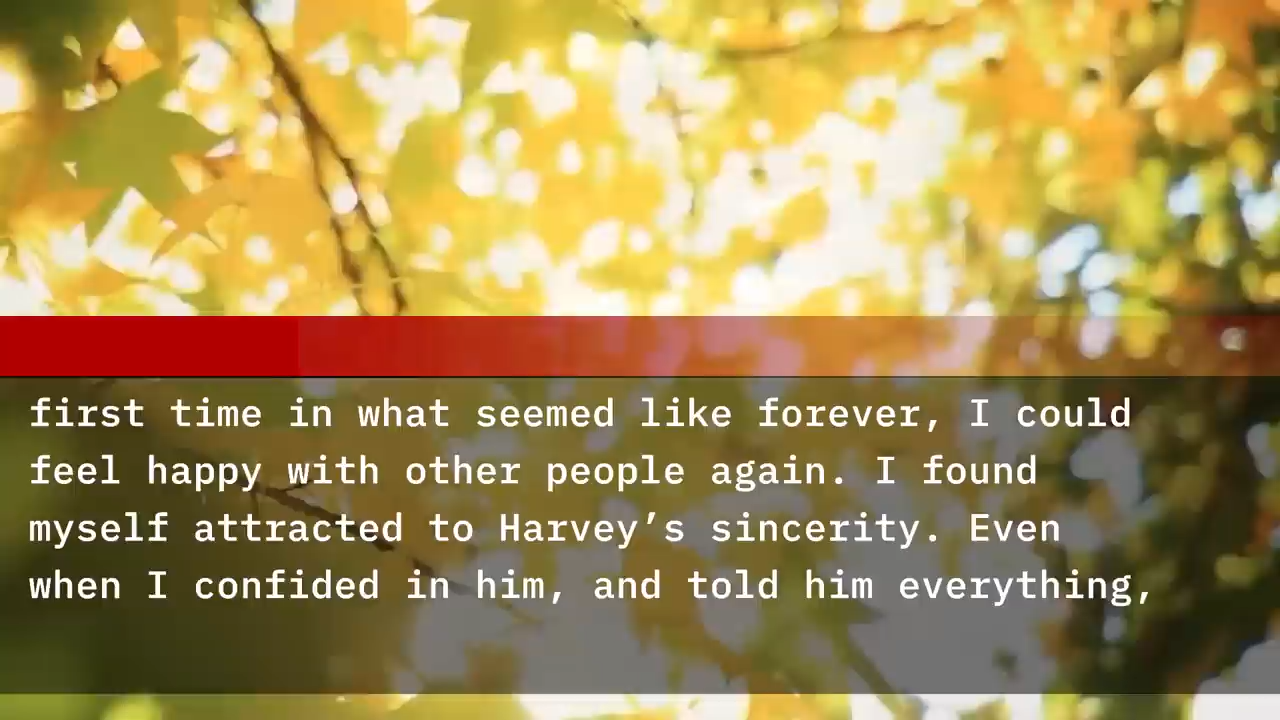 first time in what seemed like forever, I could
feel happy with other people again. I found
myself attracted to Harvey’s sincerity. Even
when I confided in him, and told him everything,